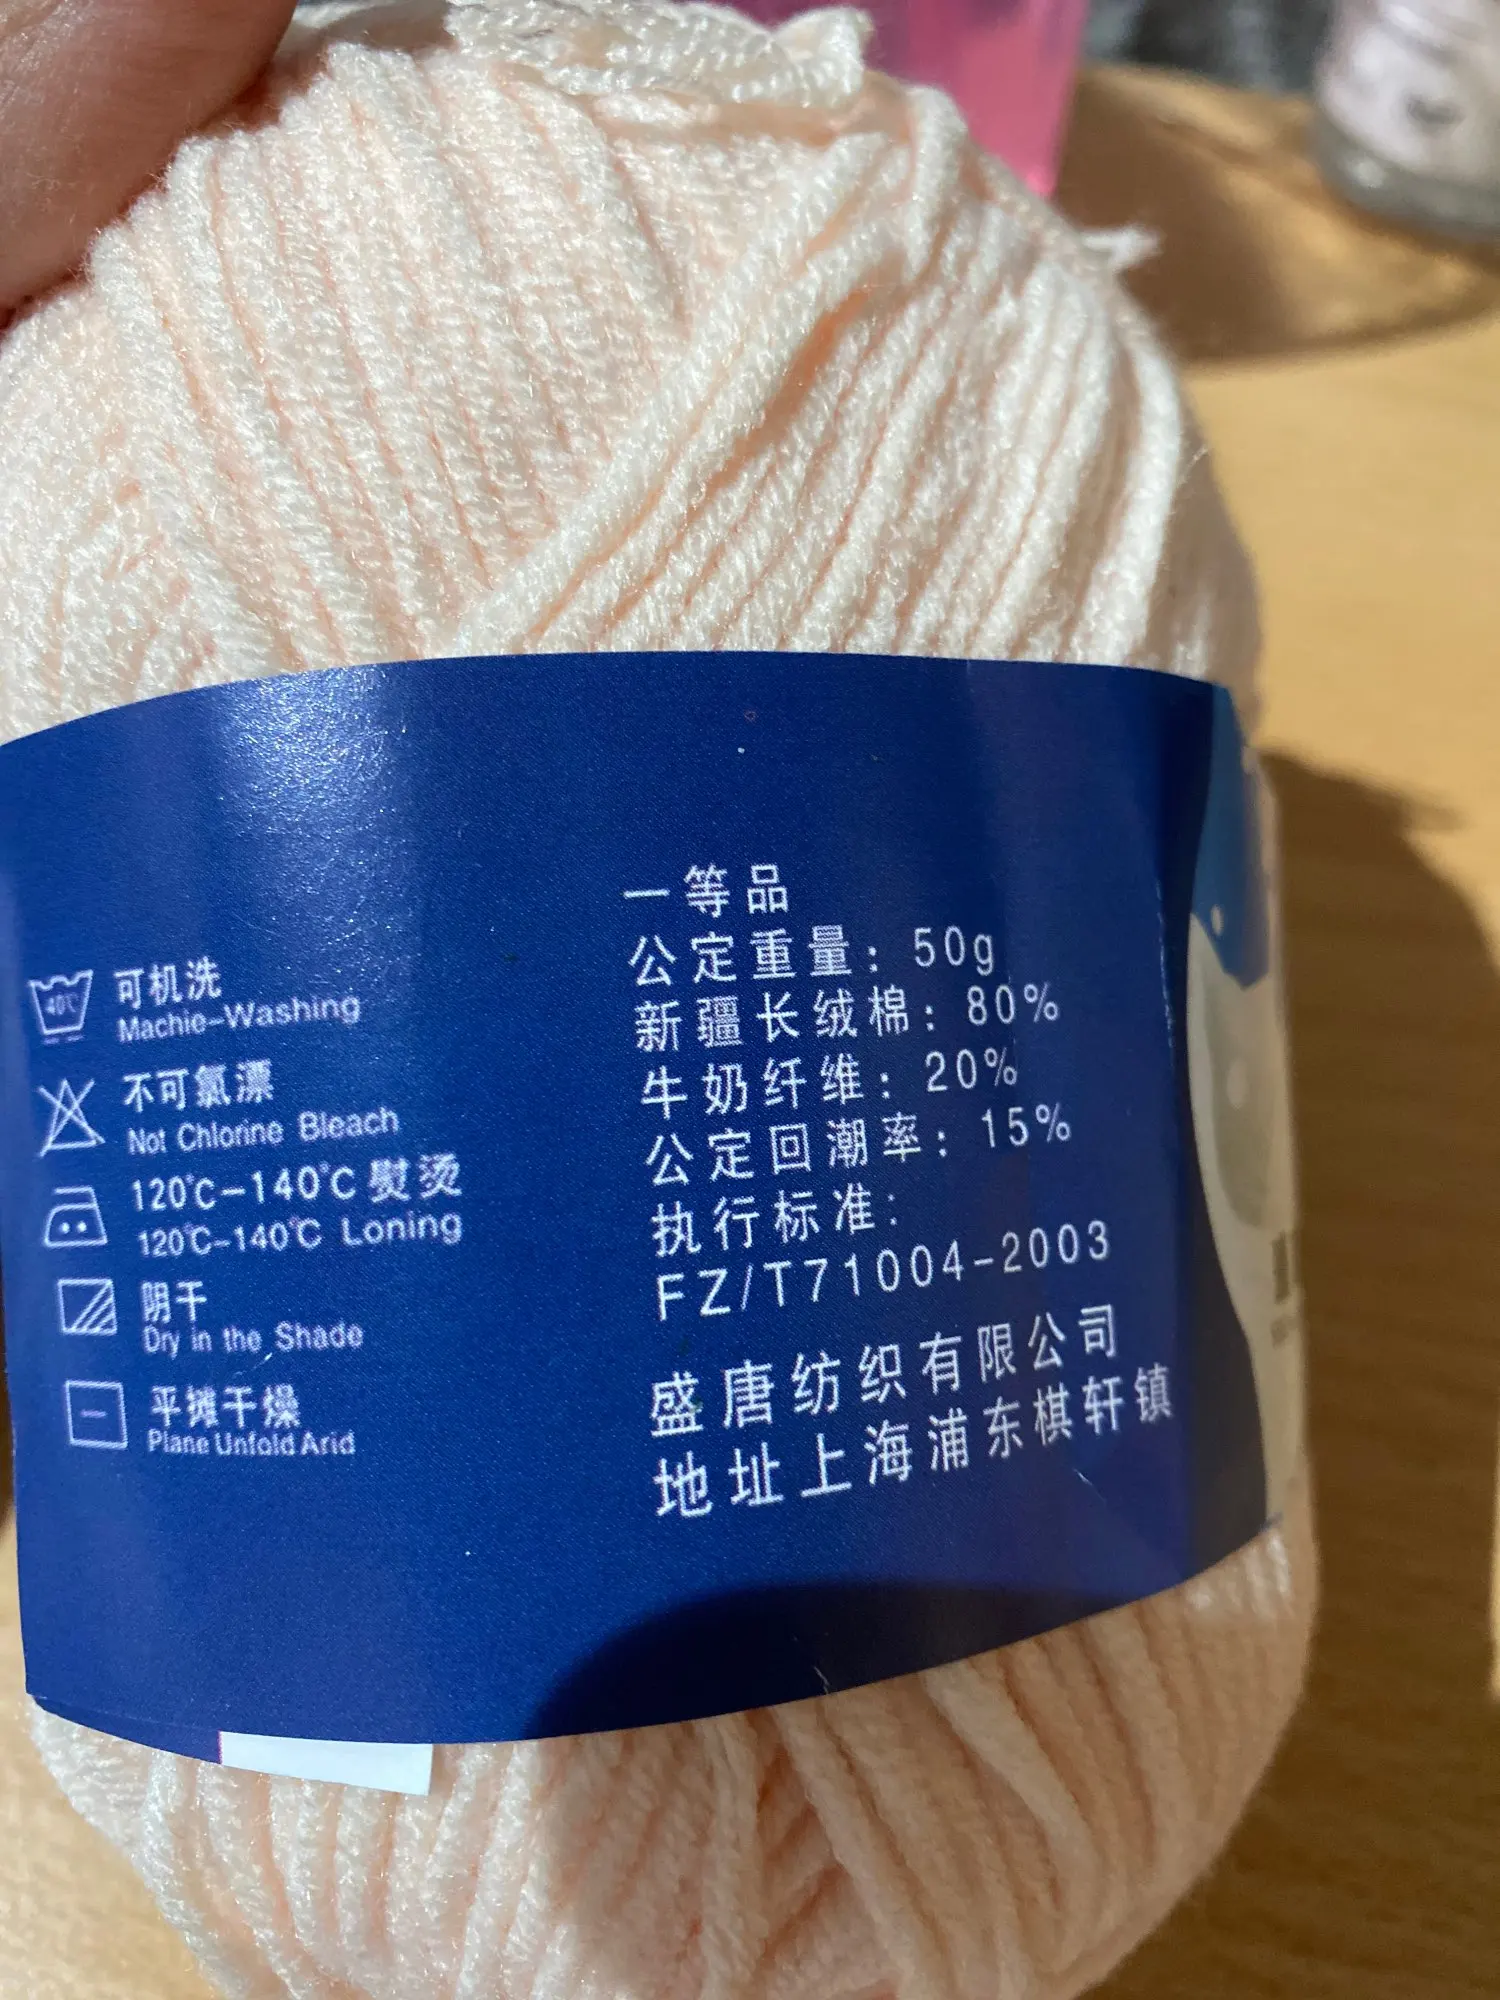 40℃
可机洗
Machie-Washing
不可氯漂
Not Chlorine Bleach
120℃-140℃ 熨烫
120℃-140℃ Loning
阴干
Dry in the Shade
平摊干燥
Plane Unfold Arid
一等品
公定重量: 50g
新疆长绒棉: 80%
牛奶纤维: 20%
公定回潮率: 15%
执行标准:
FZ/T71004-2003
盛唐纺织有限公司
地址上海浦东棋轩镇